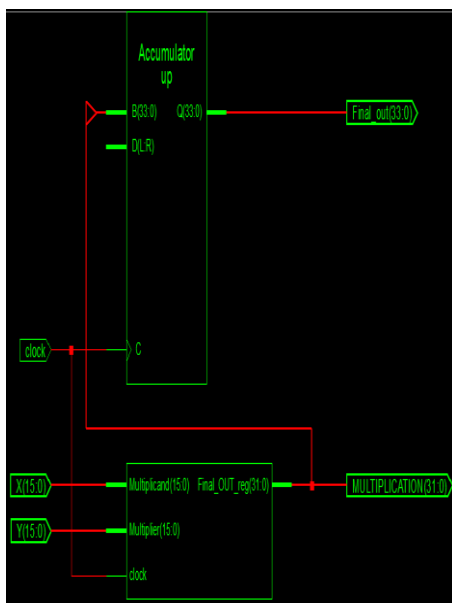 Accumulator
up
B(33:0) Q(33:0)
Final_out(33:0)
D(L:R)
clock
C
X(15:0)
Multiplicand(15:0) Final_OUT_reg(31:0)
MULTIPLICATION(31:0)
Y(15:0)
Multiplier(15:0)
clock